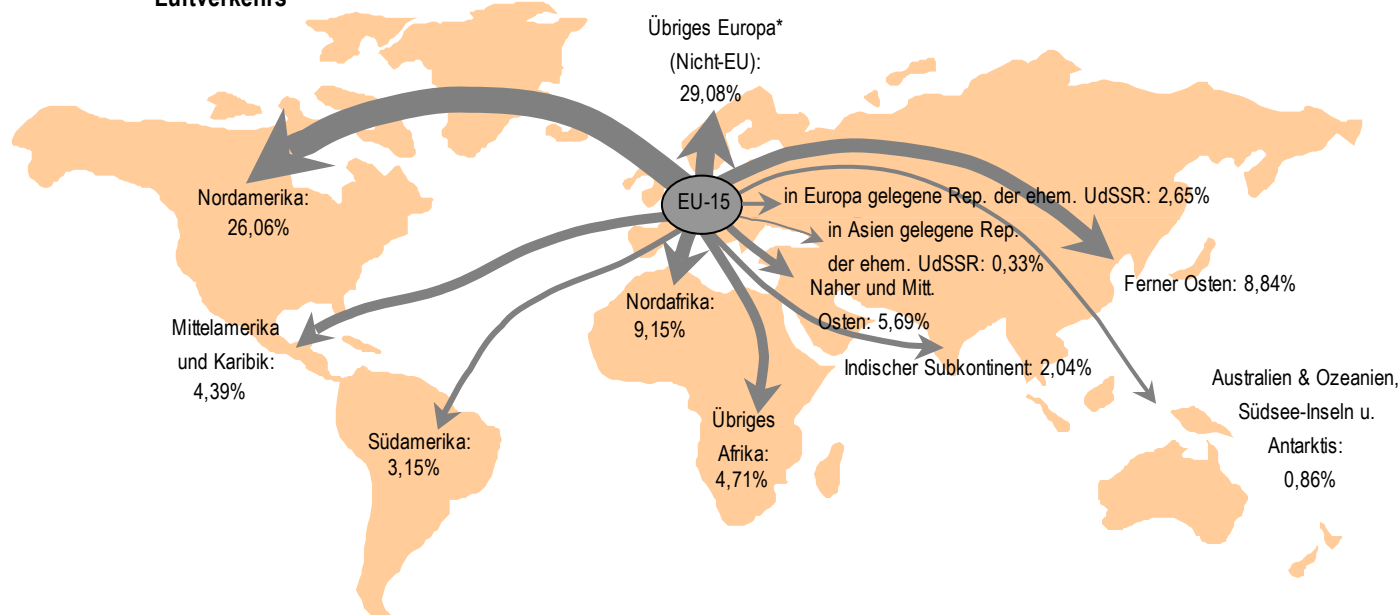 Luftverkehrs
Übriges Europa*
(Nicht-EU):
29,08%
Nordamerika:
26,06%
EU-15
in Europa gelegene Rep. der ehem. UdSSR: 2,65%
in Asien gelegene Rep.
der ehem. UdSSR: 0,33%
Naher und Mitt.
Osten: 5,69%
Ferner Osten: 8,84%
Nordafrika:
9,15%
Mittelamerika
und Karibik:
4,39%
Indischer Subkontinent: 2,04%
Australien & Ozeanien,
Südsee-Inseln u.
Antarktis:
0,86%
Übriges
Afrika:
4,71%
Südamerika:
3,15%